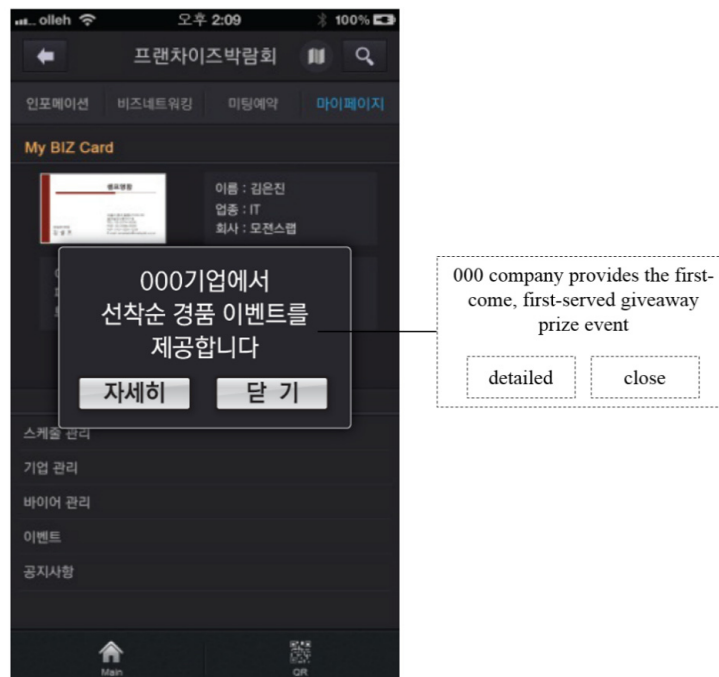 olleh 오후 2:09 100%
프랜차이즈박람회
인포메이션 비즈네트워킹 미팅예약 마이페이지
My BIZ Card
샘프명함
이름 : 김은진
업종 : IT
회사 : 모젼스랩
000기업에서
선착순 경품 이벤트를
제공합니다
자세히 닫 기
000 company provides the first-
come, first-served giveaway
prize event
detailed close
스케줄 관리
기업 관리
바이어 관리
이벤트
공지사항
Main QR